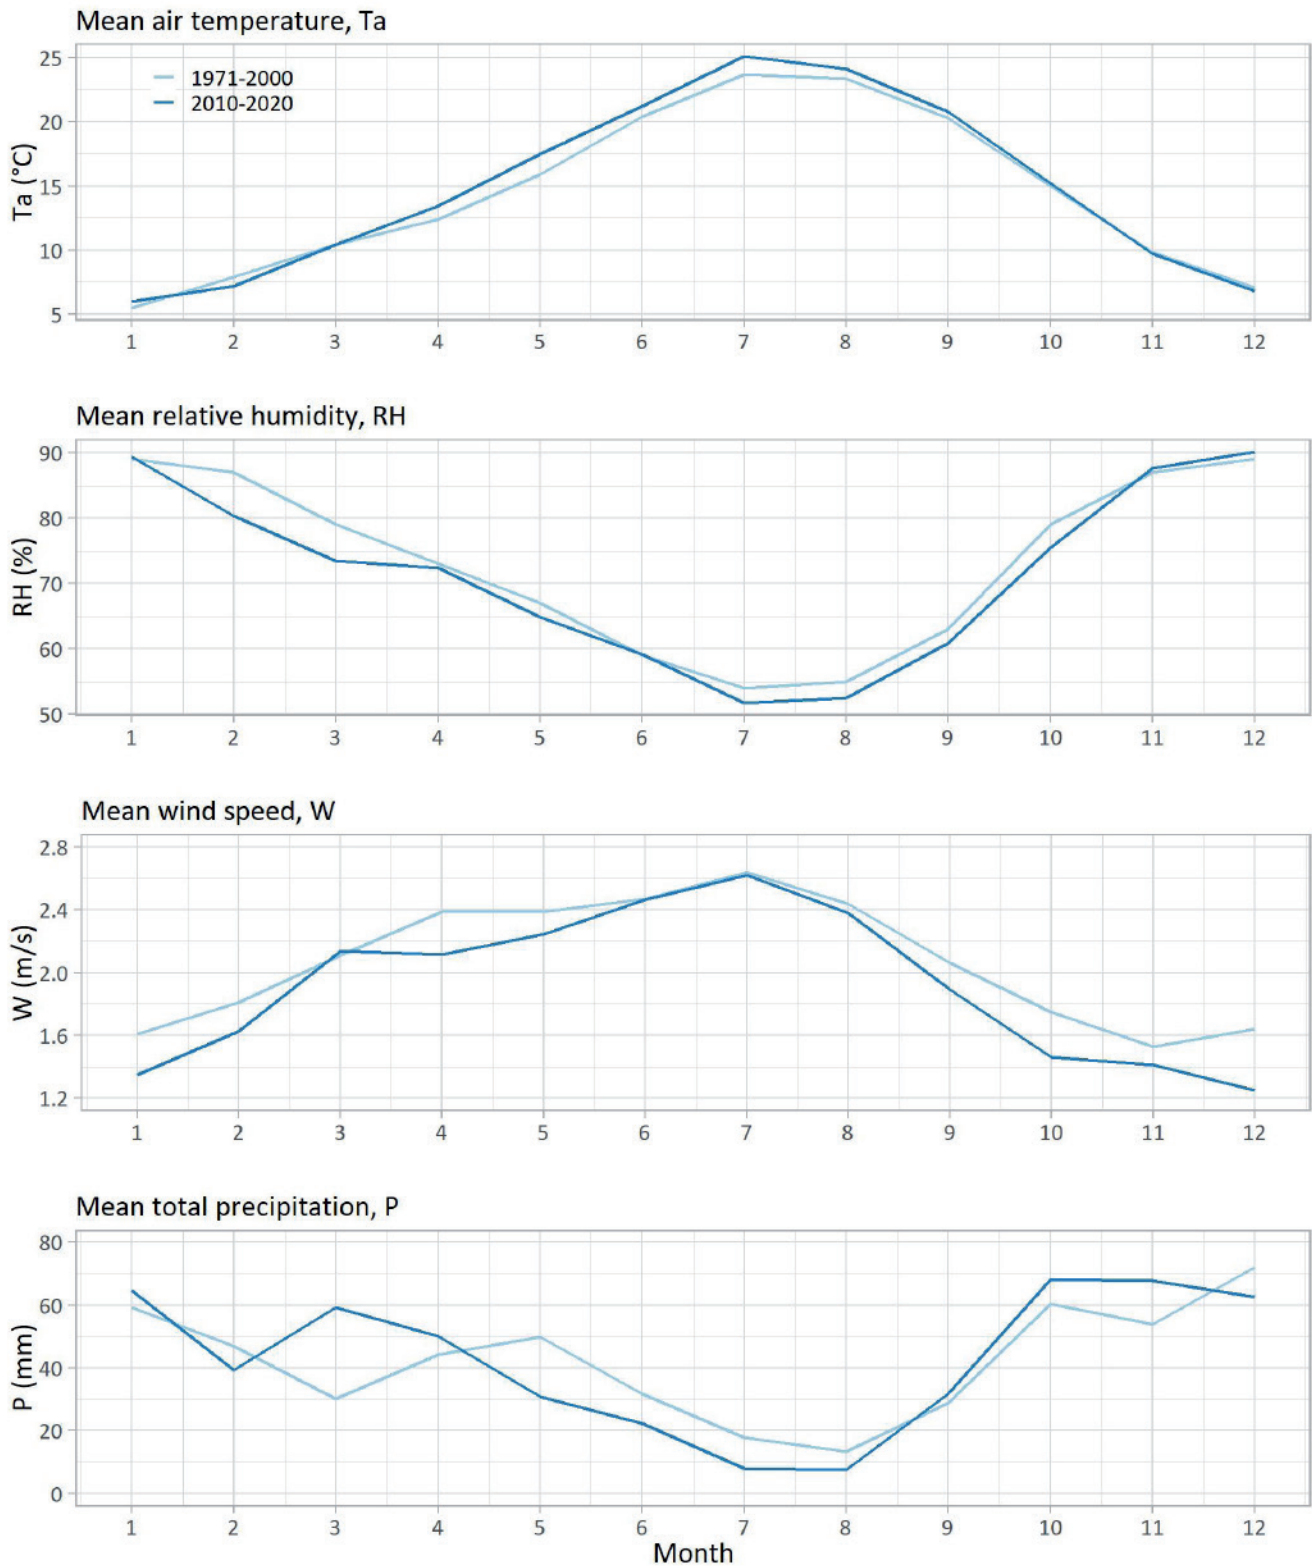 Mean air temperature, Ta
1971-2000
2010-2020
Ta (°C)
25
20
15
10
5
1 2 3 4 5 6 7 8 9 10 11 12
Mean relative humidity, RH
RH (%)
90
80
70
60
50
1 2 3 4 5 6 7 8 9 10 11 12
Mean wind speed, W
W (m/s)
2.8
2.4
2.0
1.6
1.2
1 2 3 4 5 6 7 8 9 10 11 12
Mean total precipitation, P
P (mm)
80
60
40
20
0
1 2 3 4 5 6 7 8 9 10 11 12
Month